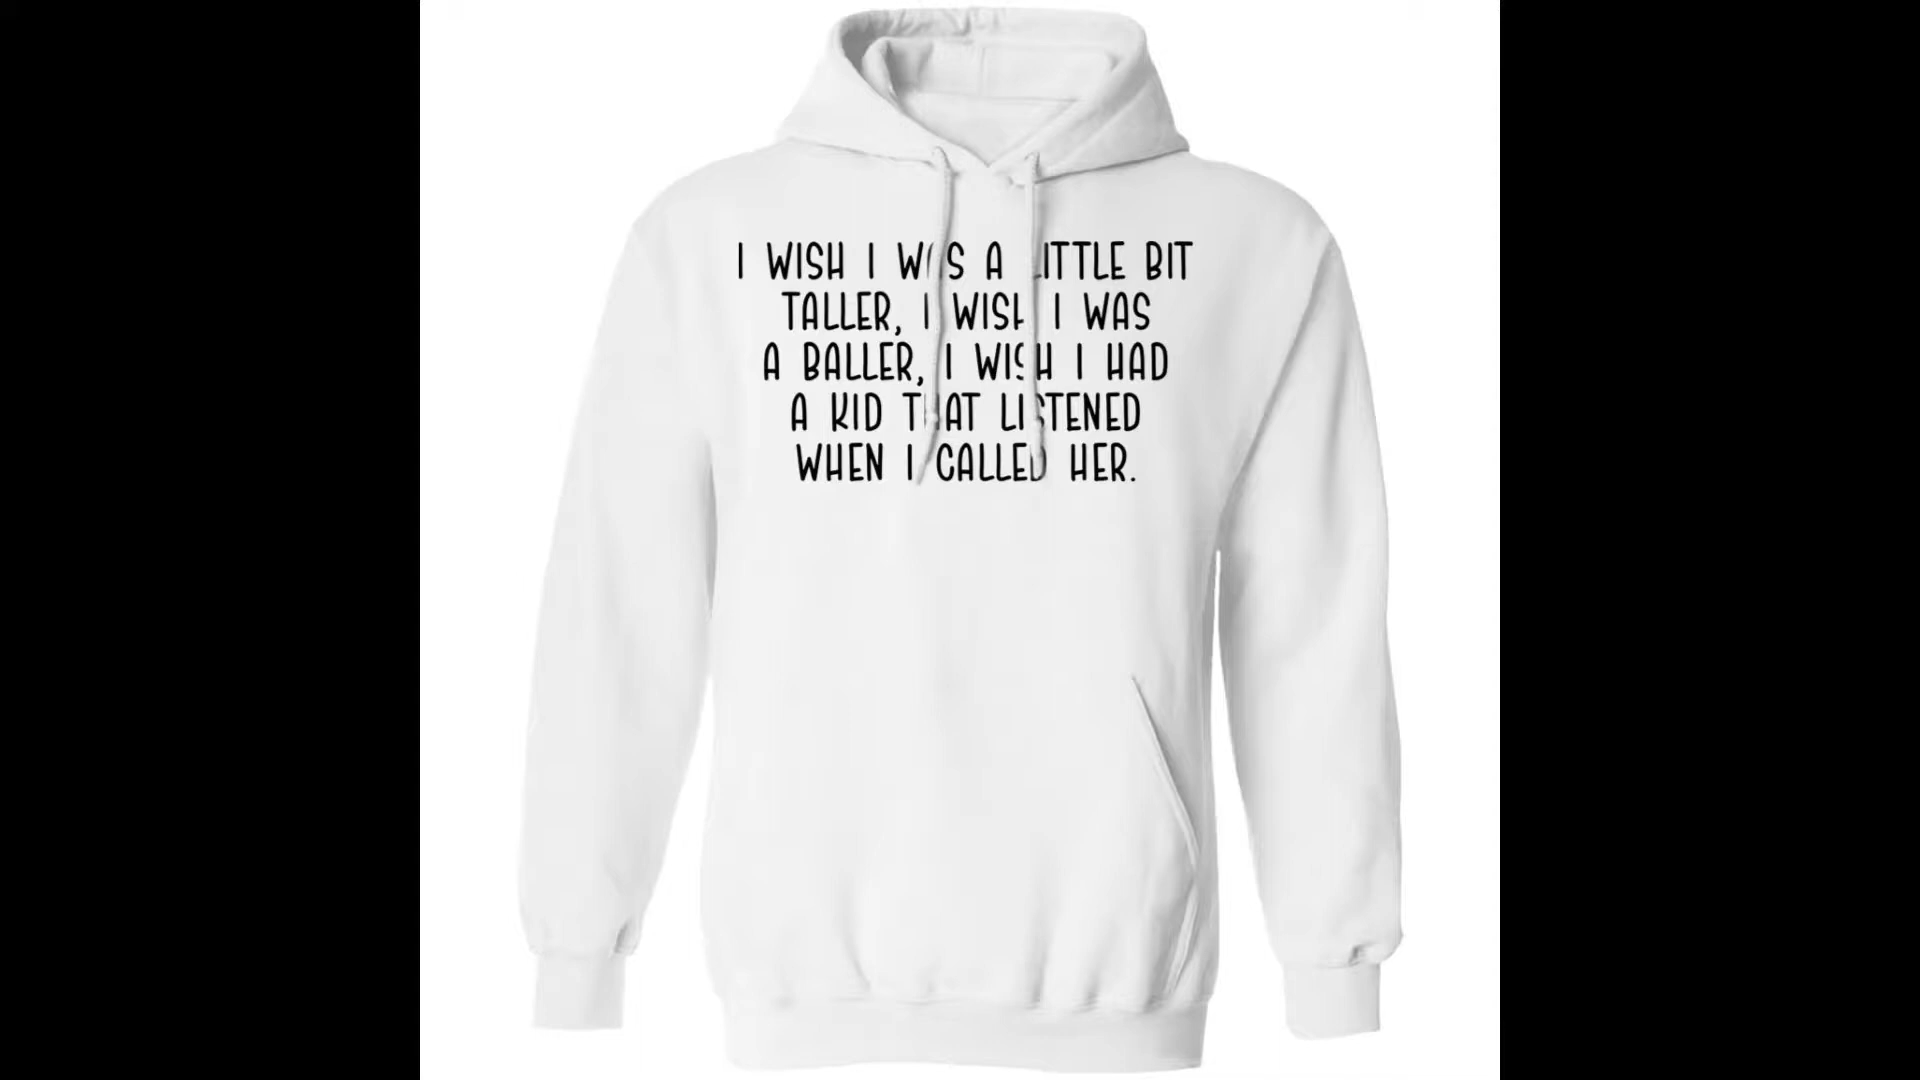 I WISH I WAS A LITTLE BIT
TALLER, I WISH I WAS
A BALLER, I WISH I HAD
A KID THAT LISTENED
WHEN I CALLED HER.